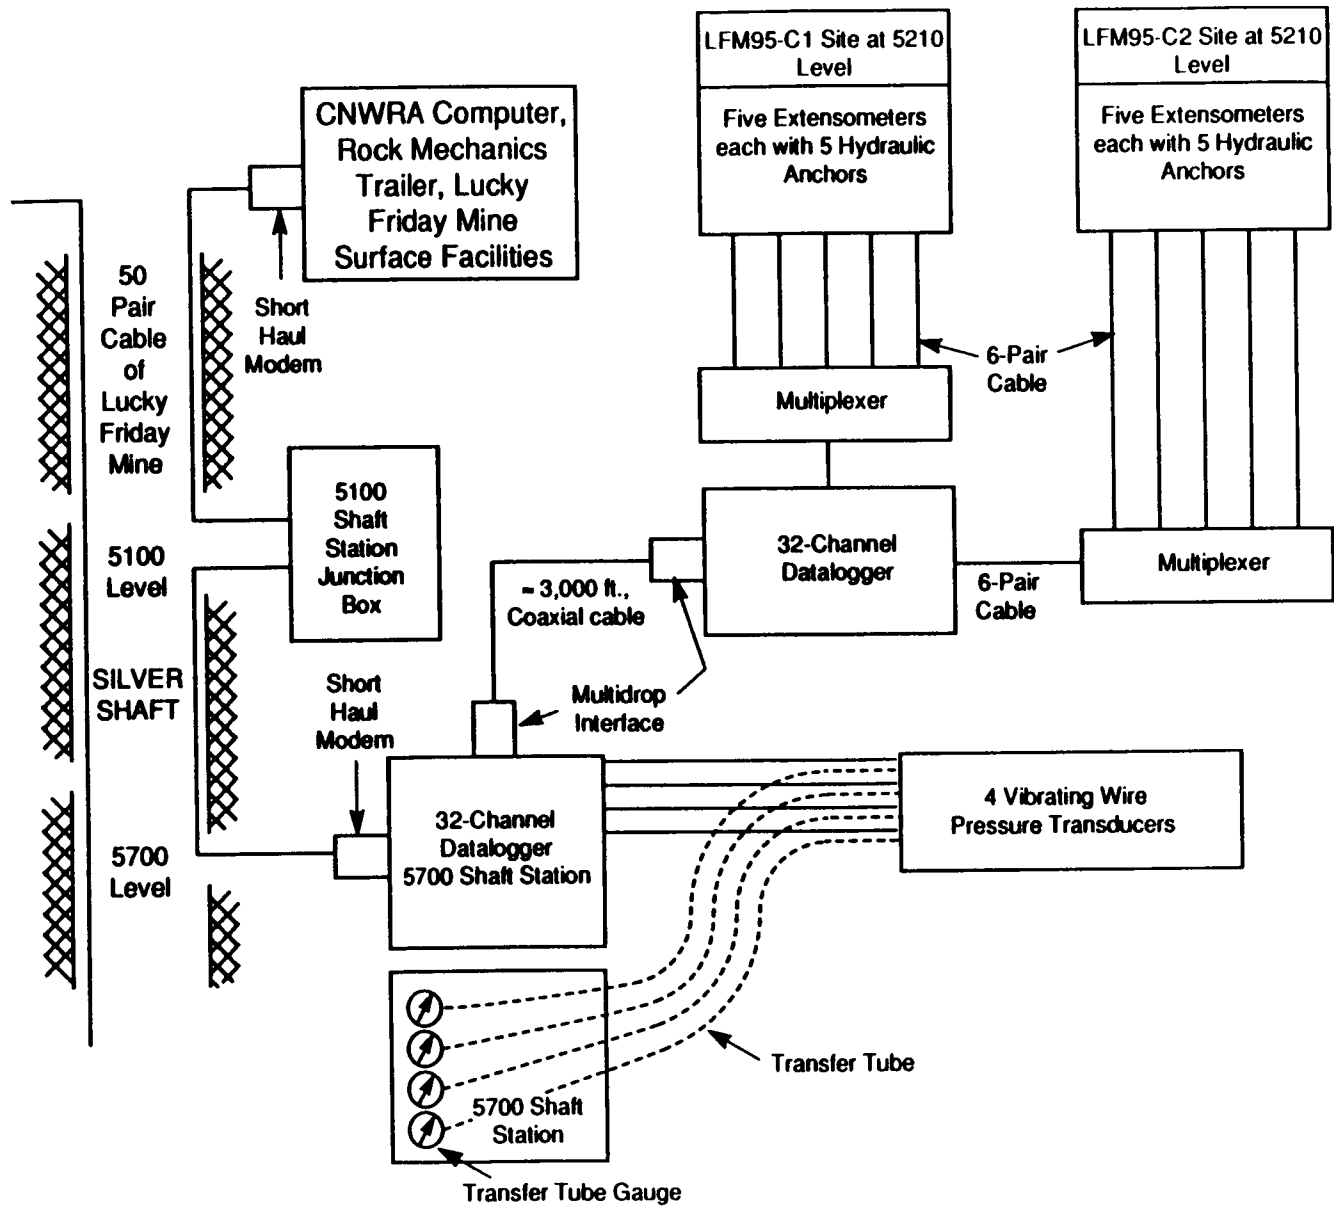 LFM95-C1 Site at 5210
Level
Five Extensometers
each with 5 Hydraulic
Anchors
LFM95-C2 Site at 5210
Level
Five Extensometers
each with 5 Hydraulic
Anchors
CNWRA Computer,
Rock Mechanics
Trailer, Lucky
Friday Mine
Surface Facilities
50
Pair
Cable
of
Lucky
Friday
Mine
Short
Haul
Modem
6-Pair
Cable
Multiplexer
5100
Shaft
Station
Junction
Box
5100
Level
32-Channel
Datalogger
6-Pair
Cable
Multiplexer
≈ 3,000 ft.,
Coaxial cable
SILVER
SHAFT
Short
Haul
Modem
Multidrop
Interface
32-Channel
Datalogger
5700 Shaft Station
4 Vibrating Wire
Pressure Transducers
5700
Level
Transfer Tube
5700 Shaft
Station
Transfer Tube Gauge